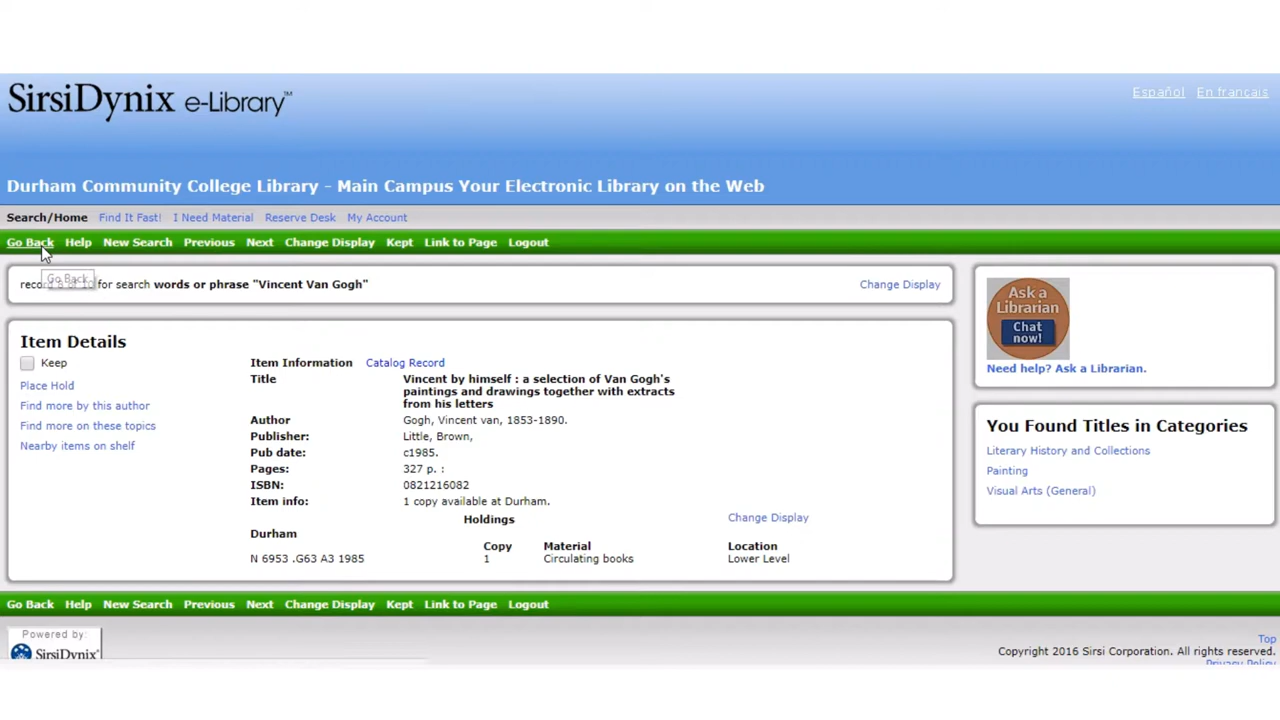 SirsiDynix e-Library™
Español En français
Durham Community College Library - Main Campus Your Electronic Library on the Web
Search/Home Find It Fast! I Need Material Reserve Desk My Account
Go Back Help New Search Previous Next Change Display Kept Link to Page Logout
Go Back
for search words or phrase "Vincent Van Gogh" Change Display
Item Details
Keep
Place Hold
Find more by this author
Find more on these topics
Nearby items on shelf
Item Information Catalog Record
Title Vincent by himself : a selection of Van Gogh's
paintings and drawings together with extracts
from his letters
Author Gogh, Vincent van, 1853-1890.
Publisher: Little, Brown,
Pub date: c1985.
Pages: 327 p. :
ISBN: 0821216082
Item info: 1 copy available at Durham.
Holdings Change Display
Durham
Copy Material Location
N 6953 .G63 A3 1985 1 Circulating books Lower Level
Ask a
Librarian
Chat
now!
Need help? Ask a Librarian.
You Found Titles in Categories
Literary History and Collections
Painting
Visual Arts (General)
Go Back Help New Search Previous Next Change Display Kept Link to Page Logout
Powered by:
SirsiDynix
Top
Copyright 2016 Sirsi Corporation. All rights reserved.
Privacy Policy